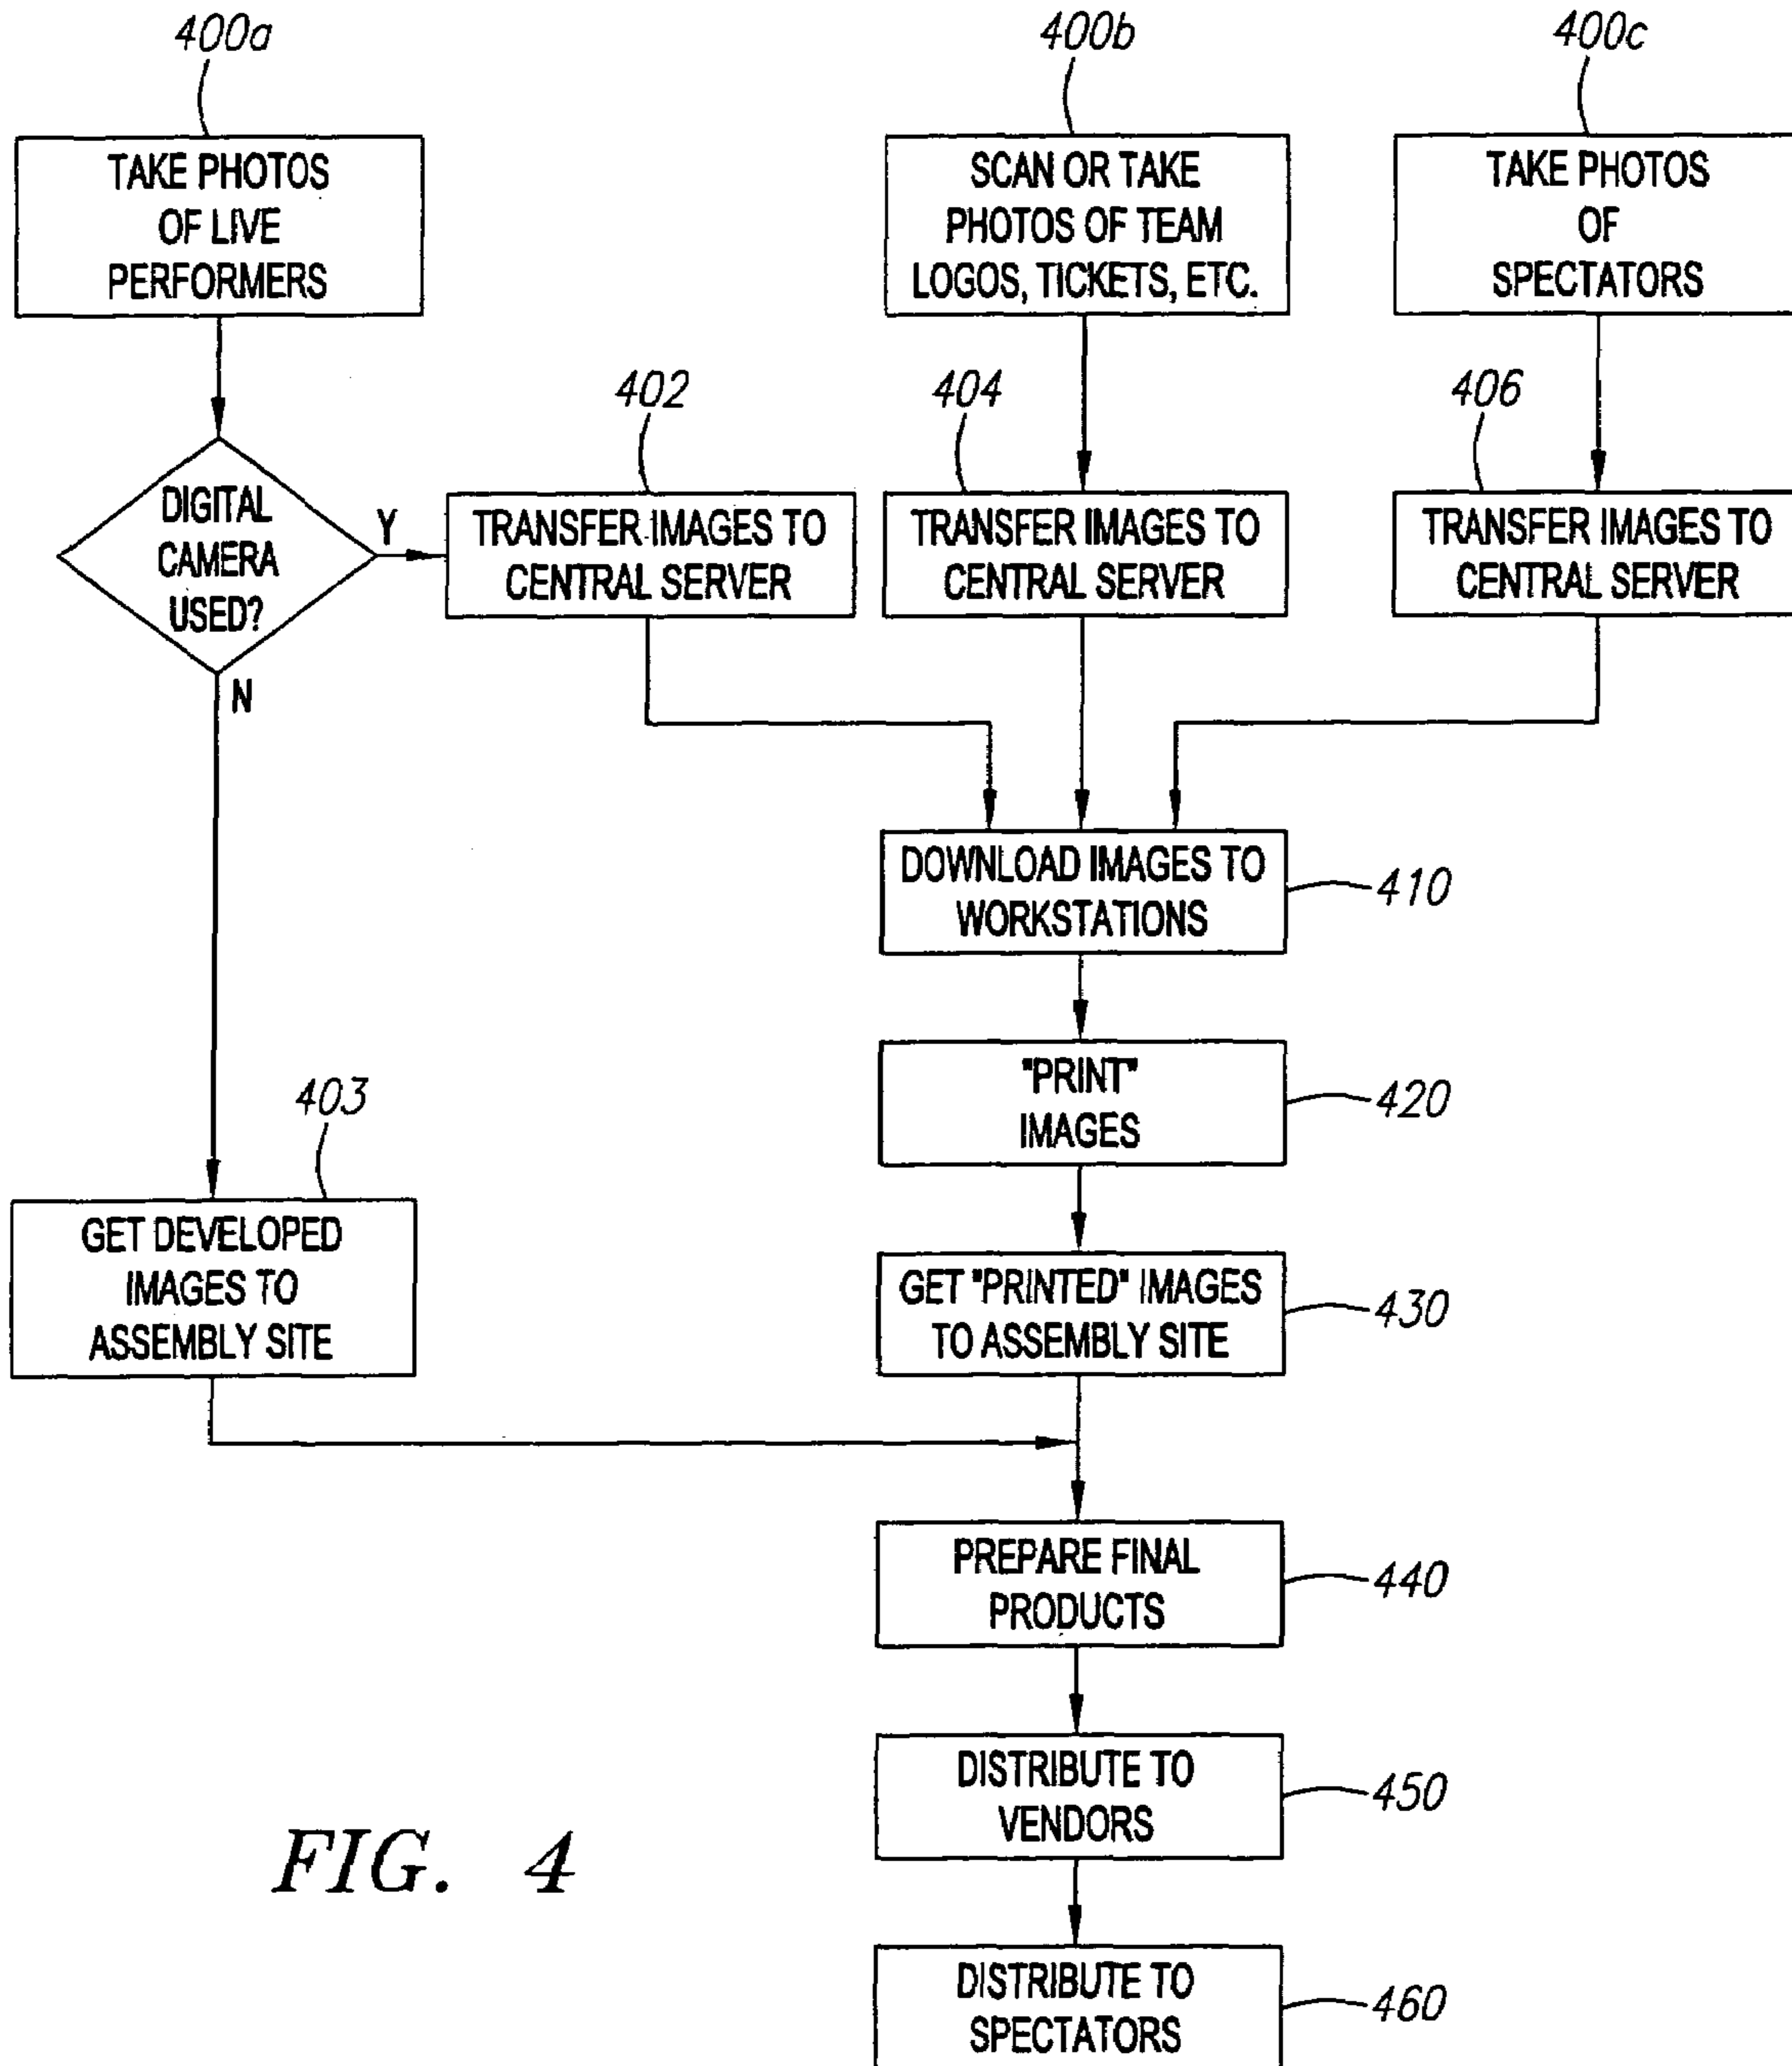 400a
400b
400c
TAKE PHOTOS
OF LIVE
PERFORMERS
SCAN OR TAKE
PHOTOS OF TEAM
LOGOS, TICKETS, ETC.
TAKE PHOTOS
OF
SPECTATORS
402
404
406
DIGITAL
CAMERA
USED?
Y
N
TRANSFER IMAGES TO
CENTRAL SERVER
TRANSFER IMAGES TO
CENTRAL SERVER
TRANSFER IMAGES TO
CENTRAL SERVER
DOWNLOAD IMAGES TO
WORKSTATIONS
410
"PRINT"
IMAGES
420
403
GET DEVELOPED
IMAGES TO
ASSEMBLY SITE
GET "PRINTED" IMAGES
TO ASSEMBLY SITE
430
PREPARE FINAL
PRODUCTS
440
DISTRIBUTE TO
VENDORS
450
FIG. 4
DISTRIBUTE TO
SPECTATORS
460